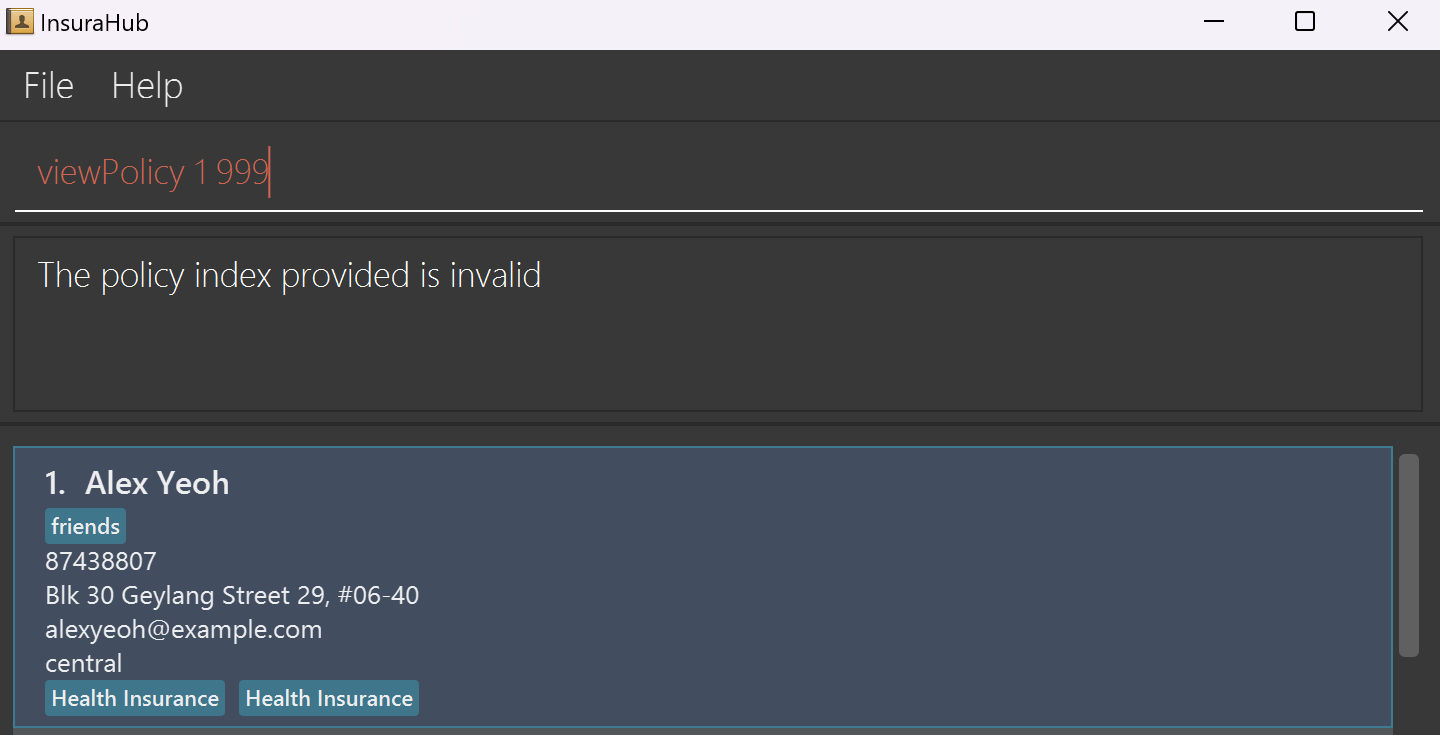 InsuraHub
File Help
viewPolicy 1 999
The policy index provided is invalid
1. Alex Yeoh
friends
87438807
Blk 30 Geylang Street 29, #06-40
alexyeoh@example.com
central
Health Insurance Health Insurance